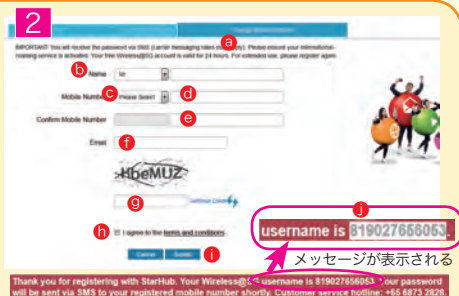 2
a
IMPORTANT: You will receive the password via SMS (carrier messaging rates may apply). Please ensure your international-
roaming service is activated. Your free Wireless@SG account is valid for 24 hours. For extended use, please register again.
b Name Mr
c Mobile Number Please Select d
Confirm Mobile Number e
Email f
HbeMUZ
g
h I agree to the terms and conditions.
Cancel Submit i
j
username is 819027656053.
メッセージが表示される
Thank you for registering with StarHub. Your Wireless@SG username is 819027656053. Your password
will be sent via SMS to your registered mobile number shortly. Customer service hotline: +65 6873 2828.